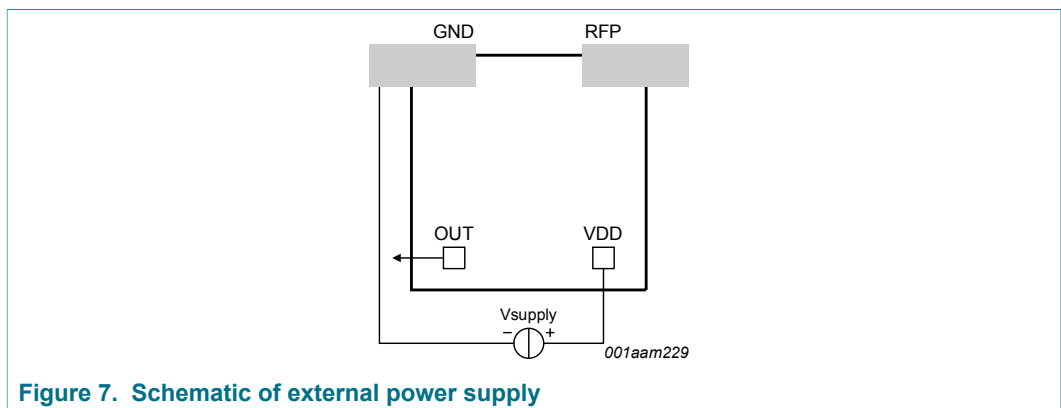 GND RFP
OUT VDD
Vsupply
− +
001aam229
Figure 7. Schematic of external power supply